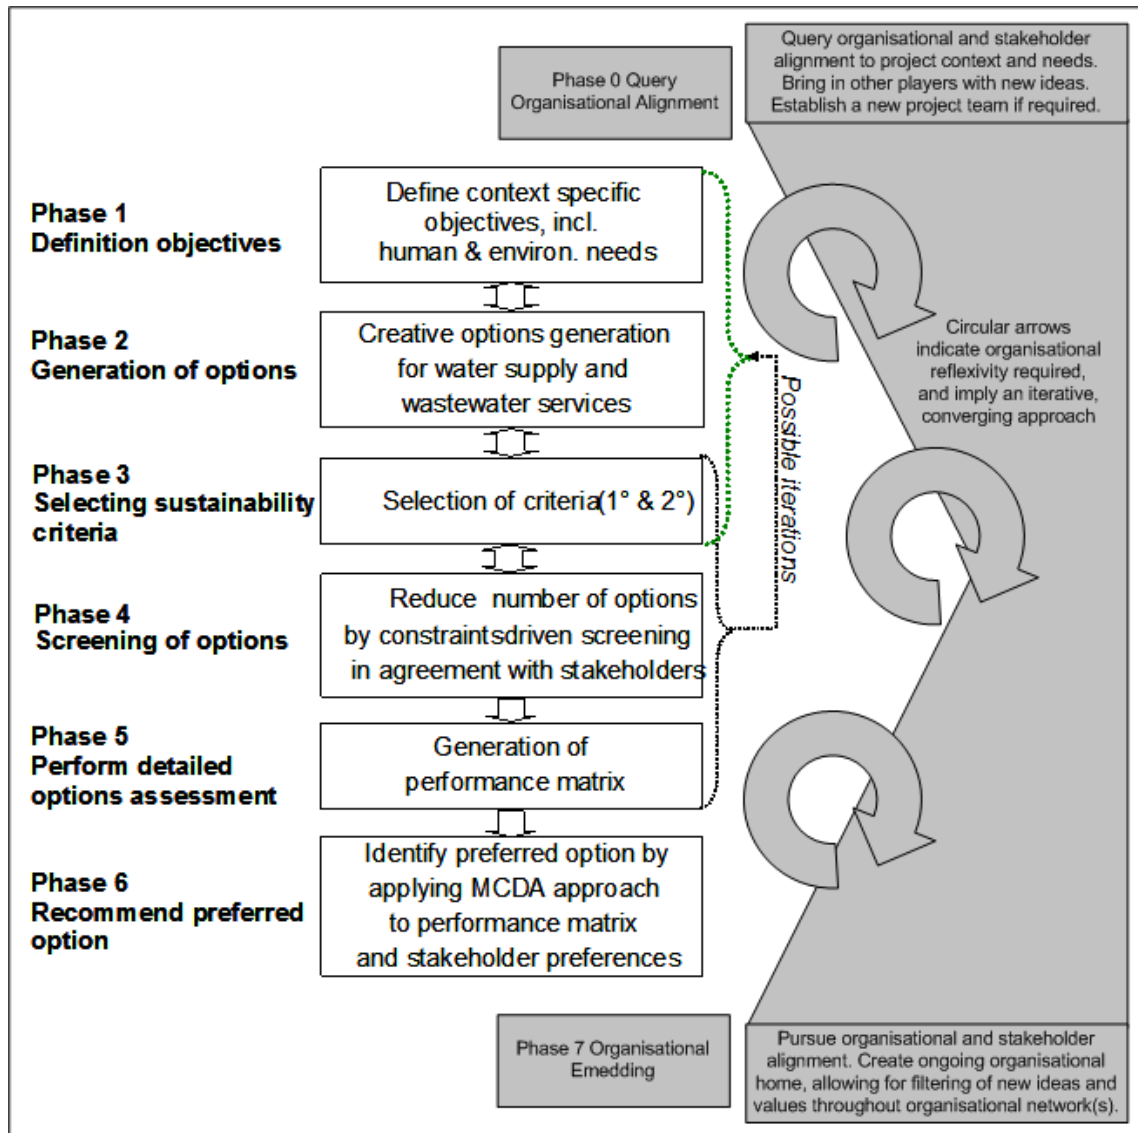 Phase 0 Query
Organisational Alignment
Query organisational and stakeholder
alignment to project context and needs.
Bring in other players with new ideas.
Establish a new project team if required.
Phase 1
Definition objectives
Define context specific
objectives, incl.
human & environ. needs
Phase 2
Generation of options
Creative options generation
for water supply and
wastewater services
Circular arrows
indicate organisational
reflexivity required,
and imply an iterative,
converging approach
Possible iterations
Phase 3
Selecting sustainability
criteria
Selection of criteria(1° & 2°)
Phase 4
Screening of options
Reduce number of options
by constraintsdriven screening
in agreement with stakeholders
Phase 5
Perform detailed
options assessment
Generation of
performance matrix
Phase 6
Recommend preferred
option
Identify preferred option by
applying MCDA approach
to performance matrix
and stakeholder preferences
Phase 7 Organisational
Emedding
Pursue organisational and stakeholder
alignment. Create ongoing organisational
home, allowing for filtering of new ideas and
values throughout organisational network(s).